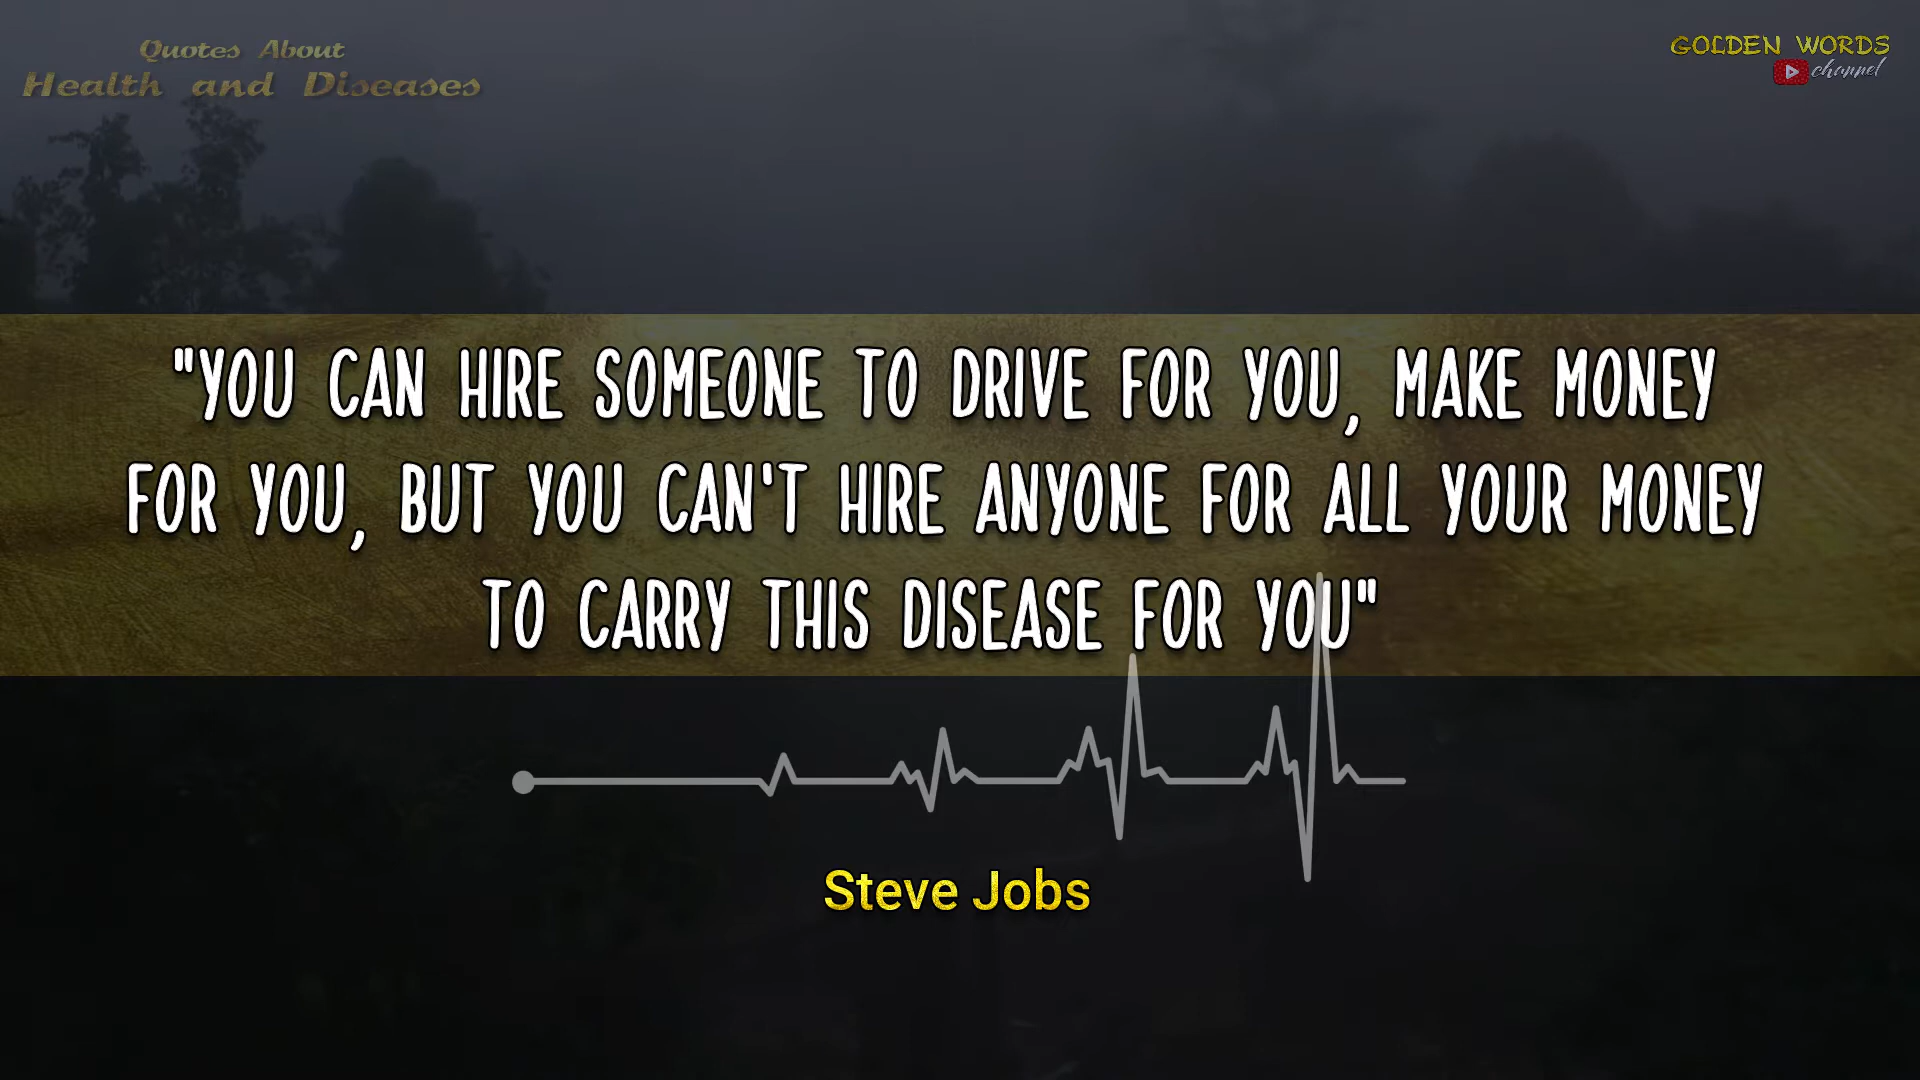 Quotes About
Health and Diseases
GOLDEN WORDS
channel
"YOU CAN HIRE SOMEONE TO DRIVE FOR YOU, MAKE MONEY
FOR YOU, BUT YOU CAN'T HIRE ANYONE FOR ALL YOUR MONEY
TO CARRY THIS DISEASE FOR YOU"
Steve Jobs